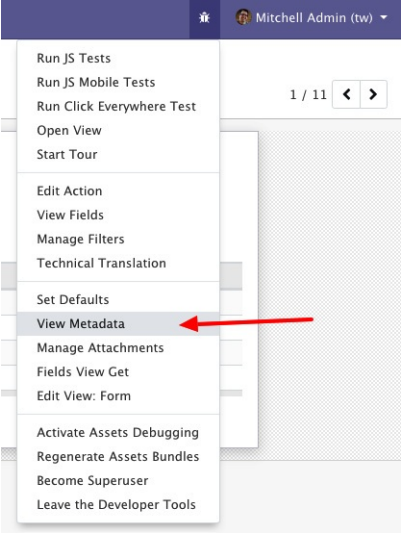 Mitchell Admin (tw)
Run JS Tests
Run JS Mobile Tests
Run Click Everywhere Test
Open View
Start Tour
1 / 11
Edit Action
View Fields
Manage Filters
Technical Translation
Set Defaults
View Metadata
Manage Attachments
Fields View Get
Edit View: Form
Activate Assets Debugging
Regenerate Assets Bundles
Become Superuser
Leave the Developer Tools